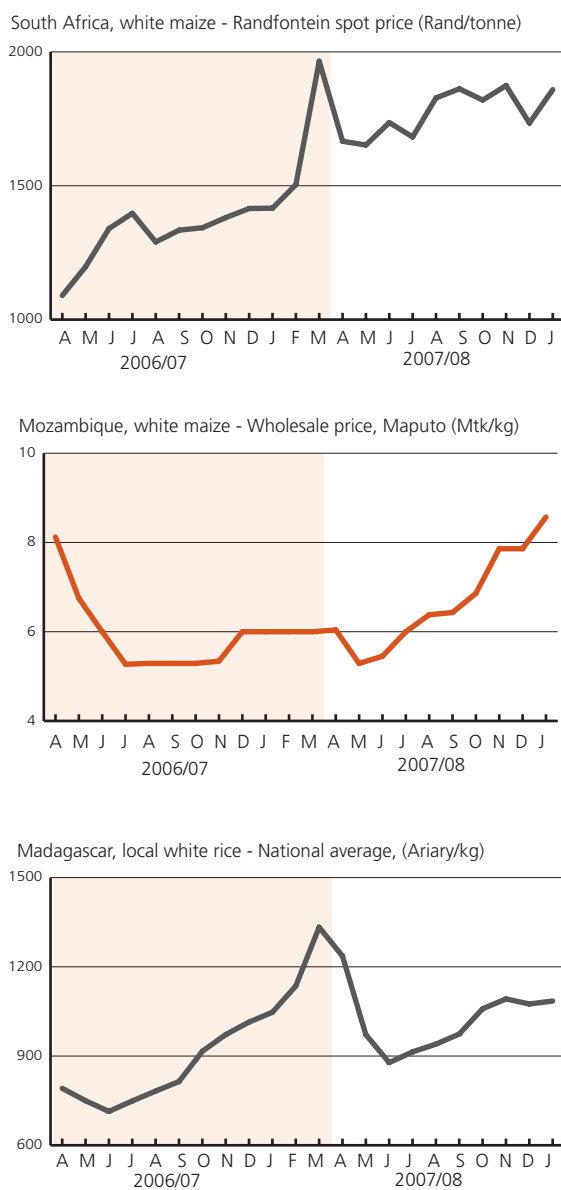 South Africa, white maize - Randfontein spot price (Rand/tonne)
2000
1500
1000
A M J J A S O N D J F M A M J J A S O N D J
2006/07 2007/08
Mozambique, white maize - Wholesale price, Maputo (Mtk/kg)
10
8
6
4
A M J J A S O N D J F M A M J J A S O N D J
2006/07 2007/08
Madagascar, local white rice - National average, (Ariary/kg)
1500
1200
900
600
A M J J A S O N D J F M A M J J A S O N D J
2006/07 2007/08